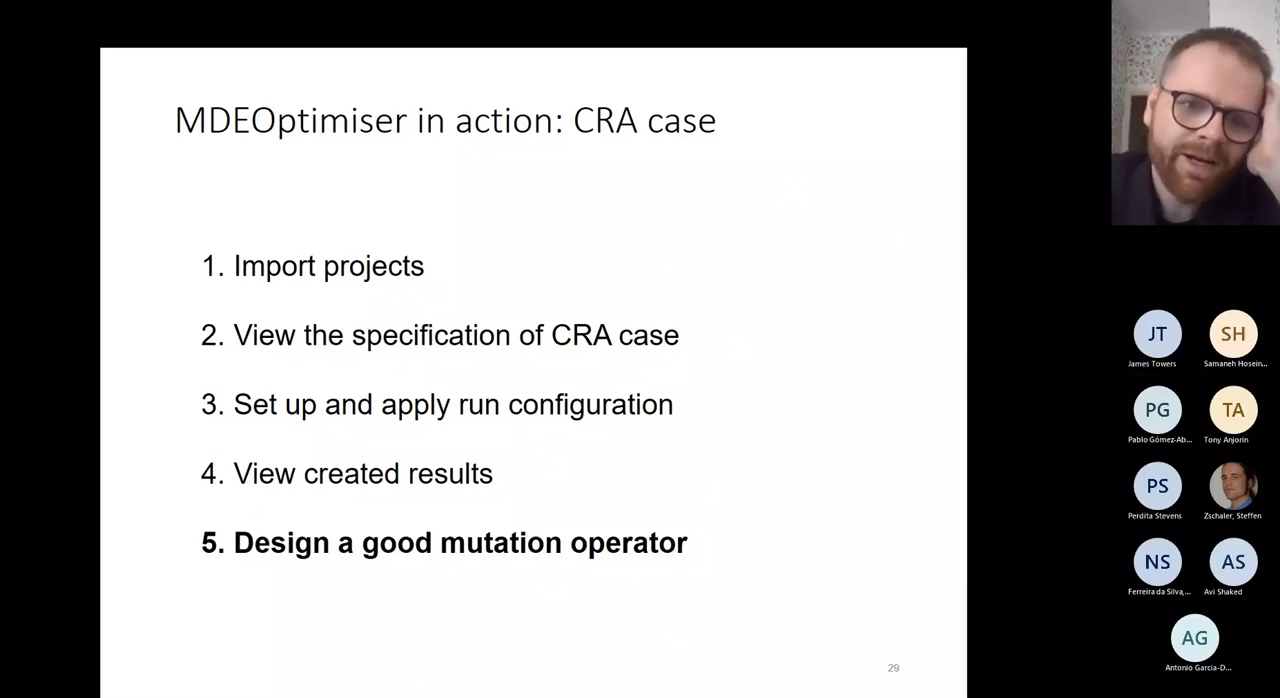 MDEOptimiser in action: CRA case
1. Import projects
2. View the specification of CRA case
3. Set up and apply run configuration
4. View created results
5. Design a good mutation operator
29
JT
James Towers
SH
Samaneh Hosein...
PG
Pablo Gómez-Ab...
TA
Tony Anjorin
PS
Perdita Stevens
Zschaler, Steffen
NS
Ferreira da Silva,...
AS
Avi Shaked
AG
Antonio Garcia-D...